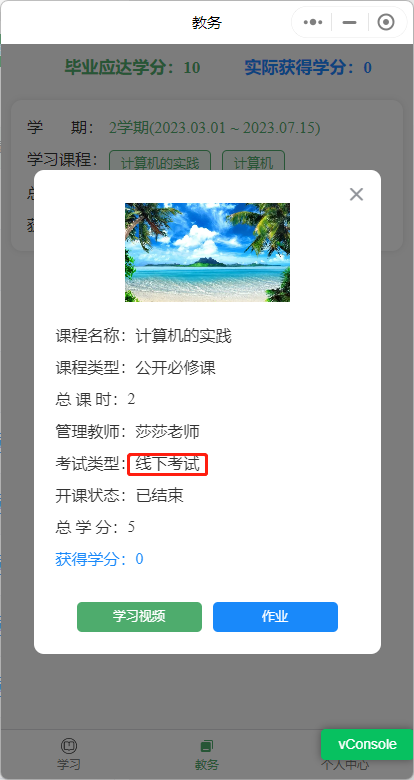 教务
毕业应达学分：10 实际获得学分：0
学 期： 2学期(2023.03.01 ~ 2023.07.15)
学习课程： 计算机的实践 计算机
课程名称：计算机的实践
课程类型：公开必修课
总 课 时：2
管理教师：莎莎老师
考试类型：线下考试
开课状态：已结束
总 学 分：5
获得学分：0
学习视频 作业
vConsole
学习 教务 个人中心